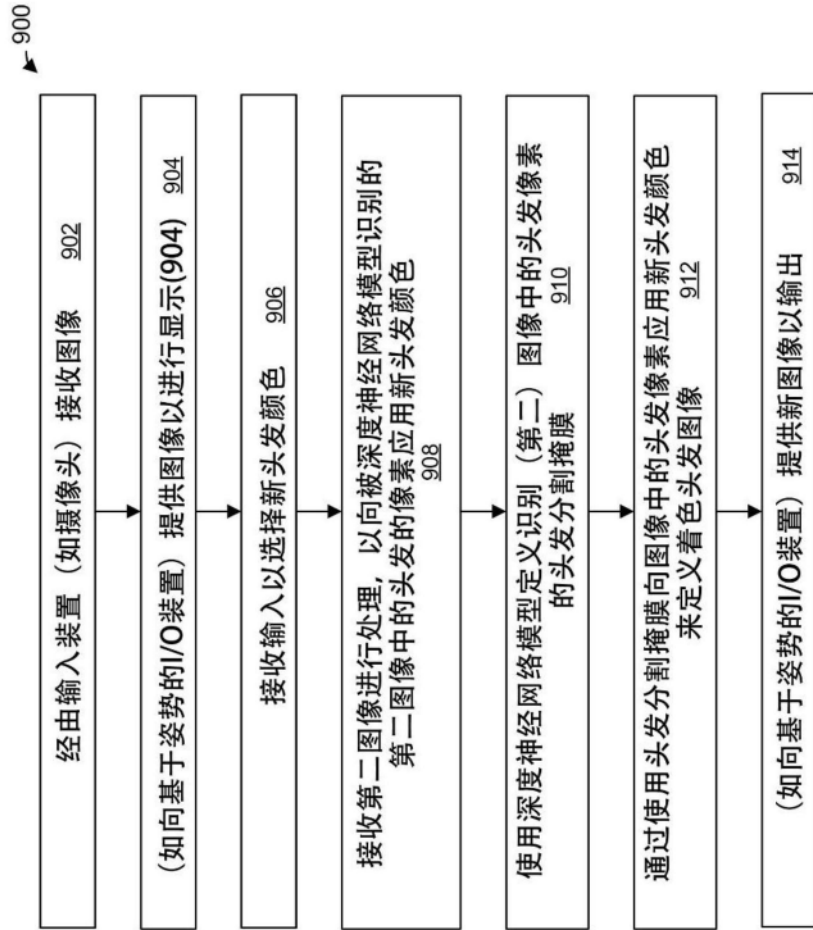 900
经由输入装置（如摄像头）接收图像 902
（如向基于姿势的I/O装置）提供图像以进行显示(904) 904
接收输入以选择新头发颜色 906
接收第二图像进行处理，以向被深度神经网络模型识别的
第二图像中的头发的像素应用新头发颜色
908
使用深度神经网络模型定义识别（第二）图像中的头发像素
的头发分割掩膜 910
通过使用头发分割掩膜向图像中的头发像素应用新头发颜色
来定义着色头发图像 912
（如向基于姿势的I/O装置）提供新图像以输出 914